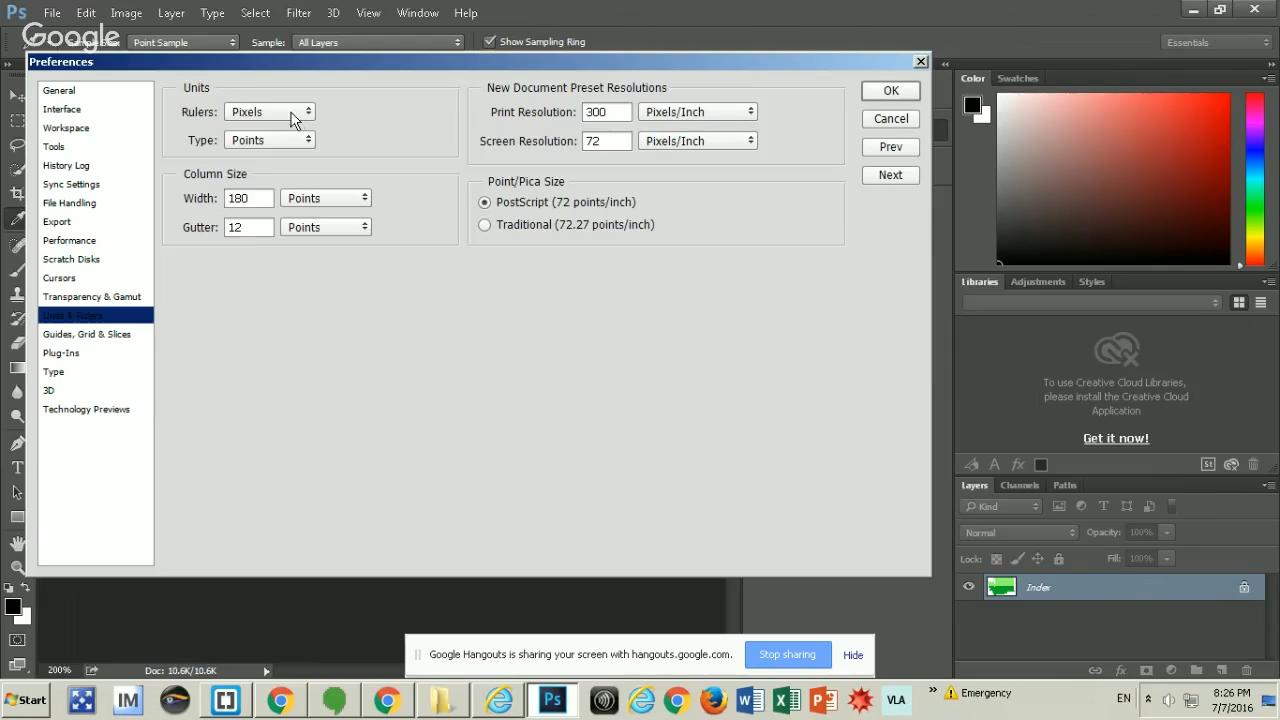 Ps File Edit Image Layer Type Select Filter 3D View Window Help
Google
Point Sample Sample: All Layers Show Sampling Ring Essentials
Preferences
General
Interface
Workspace
Tools
History Log
Sync Settings
File Handling
Export
Performance
Scratch Disks
Cursors
Transparency & Gamut
Units & Rulers
Guides, Grid & Slices
Plug-Ins
Type
3D
Technology Previews
Units
Rulers: Pixels
Type: Points
Column Size
Width: 180 Points
Gutter: 12 Points
New Document Preset Resolutions
Print Resolution: 300 Pixels/Inch
Screen Resolution: 72 Pixels/Inch
Point/Pica Size
PostScript (72 points/inch)
Traditional (72.27 points/inch)
OK
Cancel
Prev
Next
Color Swatches
Libraries Adjustments Styles
To use Creative Cloud Libraries,
please install the Creative Cloud
Application
Get it now!
St
Layers Channels Paths
Kind
Normal Opacity: 100%
Lock: Fill: 100%
Index
200% Doc: 10.6K/10.6K
Google Hangouts is sharing your screen with hangouts.google.com. Stop sharing Hide
Start IM Ps VLA Emergency EN 8:26 PM
7/7/2016